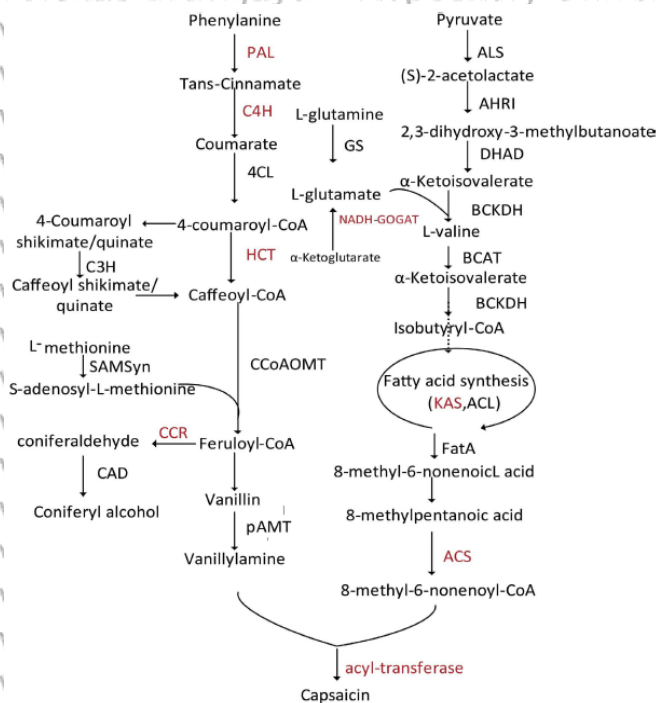 Phenylanine
Pyruvate
PAL
ALS
Tans-Cinnamate
(S)-2-acetolactate
C4H
L-glutamine
AHRI
Coumarate
2,3-dihydroxy-3-methylbutanoate
GS
DHAD
4CL
α-Ketoisovalerate
L-glutamate
BCKDH
4-Coumaroyl
shikimate/quinate
4-coumaroyl-CoA
NADH-GOGAT
L-valine
C3H
HCT
α-Ketoglutarate
BCAT
Caffeoyl shikimate/
quinate
Caffeoyl-CoA
α-Ketoisovalerate
BCKDH
Isobutyryl-CoA
L-methionine
SAMSyn
CCoAOMT
S-adenosyl-L-methionine
Fatty acid synthesis
(KAS,ACL)
coniferaldehyde
CCR
Feruloyl-CoA
FatA
CAD
8-methyl-6-nonenoicL acid
Vanillin
Coniferyl alcohol
8-methylpentanoic acid
pAMT
Vanillylamine
ACS
8-methyl-6-nonenoyl-CoA
acyl-transferase
Capsaicin